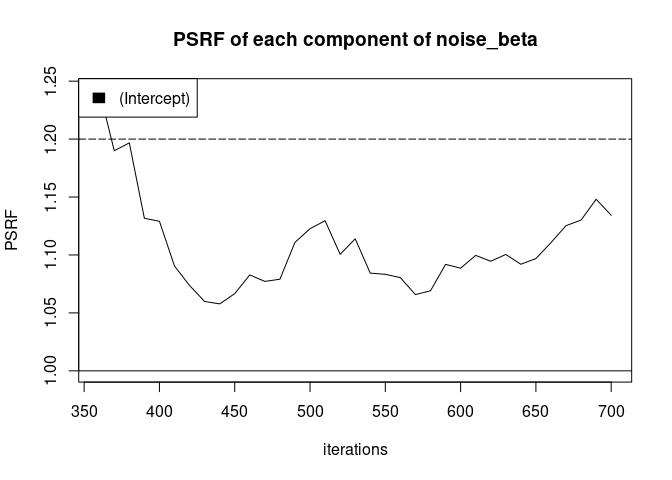 PSRF of each component of noise_beta
(Intercept)
PSRF
1.25
1.20
1.15
1.10
1.05
1.00
350 400 450 500 550 600 650 700
iterations